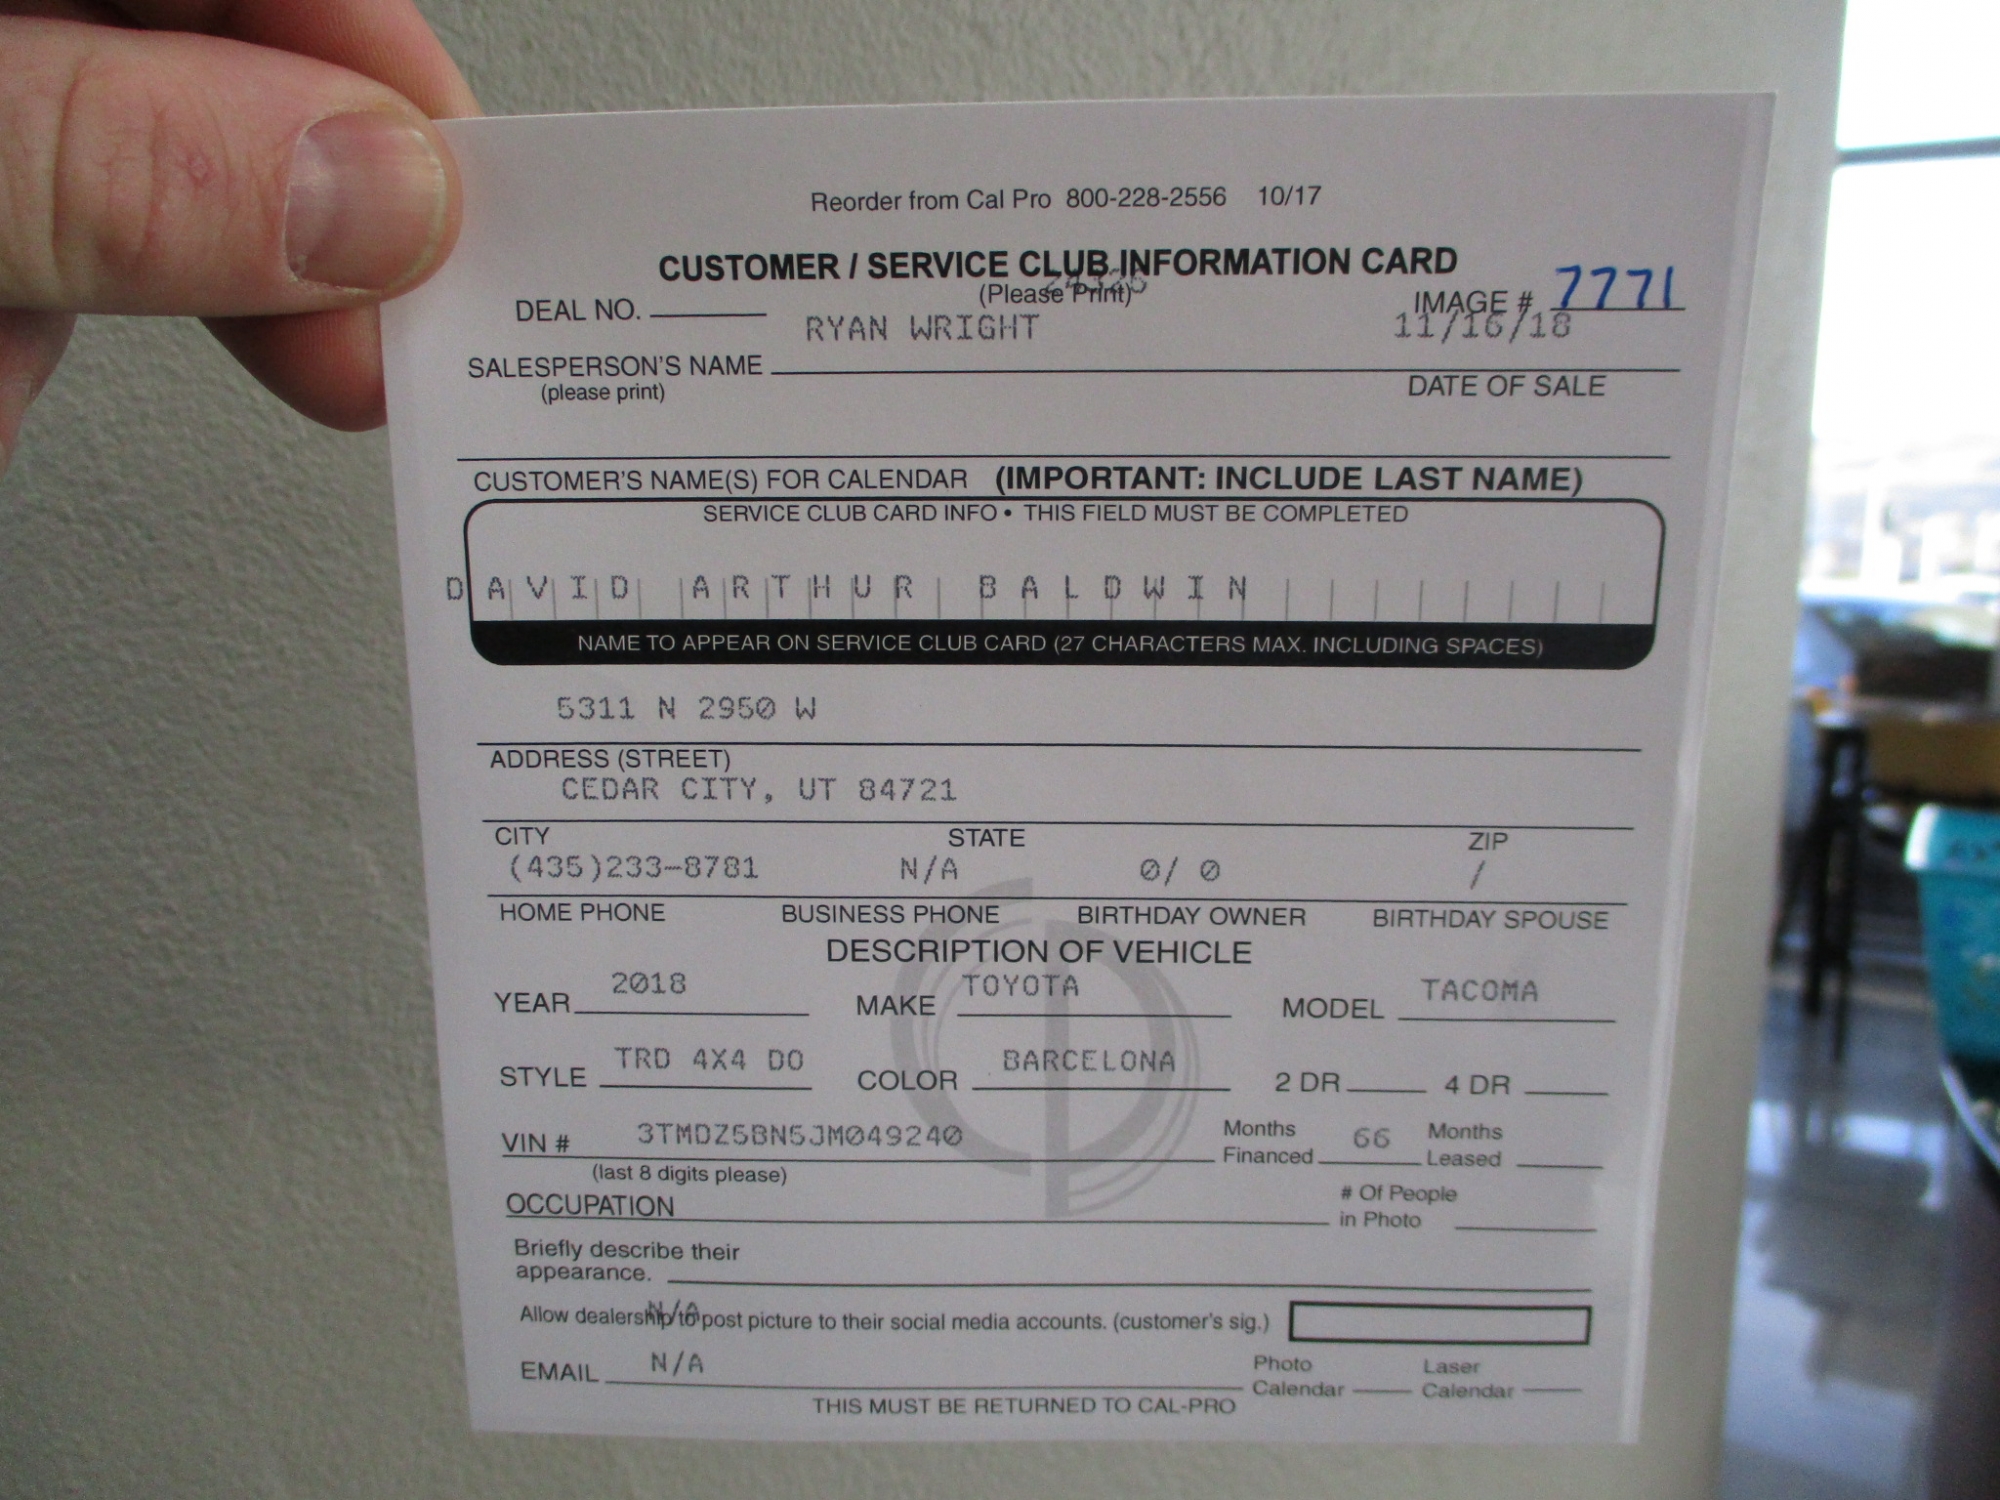 Reorder from Cal Pro 800-228-2556 10/17
CUSTOMER / SERVICE CLUB INFORMATION CARD
(Please Print)
DEAL NO. IMAGE # 7771
RYAN WRIGHT 11/16/18
SALESPERSON'S NAME
(please print) DATE OF SALE
CUSTOMER'S NAME(S) FOR CALENDAR (IMPORTANT: INCLUDE LAST NAME)
SERVICE CLUB CARD INFO • THIS FIELD MUST BE COMPLETED
DAVID ARTHUR BALDWIN
NAME TO APPEAR ON SERVICE CLUB CARD (27 CHARACTERS MAX. INCLUDING SPACES)
5311 N 2950 W
ADDRESS (STREET)
CEDAR CITY, UT 84721
CITY STATE ZIP
(435)233-8781 N/A 0/ 0 /
HOME PHONE BUSINESS PHONE BIRTHDAY OWNER BIRTHDAY SPOUSE
DESCRIPTION OF VEHICLE
YEAR 2018 MAKE TOYOTA MODEL TACOMA
STYLE TRD 4X4 DO COLOR BARCELONA 2 DR 4 DR
VIN # 3TMDZ5BN5JM049240 Months Financed 66 Months Leased
(last 8 digits please)
OCCUPATION # Of People in Photo
Briefly describe their
appearance.
N/A
Allow dealership to post picture to their social media accounts. (customer's sig.)
EMAIL N/A Photo Calendar Laser Calendar
THIS MUST BE RETURNED TO CAL-PRO